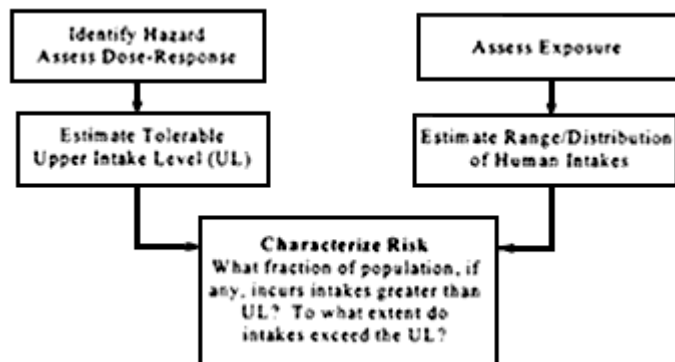 Identify Hazard
Assess Dose-Response
Assess Exposure
Estimate Tolerable
Upper Intake Level (UL)
Estimate Range/Distribution
of Human Intakes
Characterize Risk
What fraction of population, if
any, incurs intakes greater than
UL? To what extent do
intakes exceed the UL?